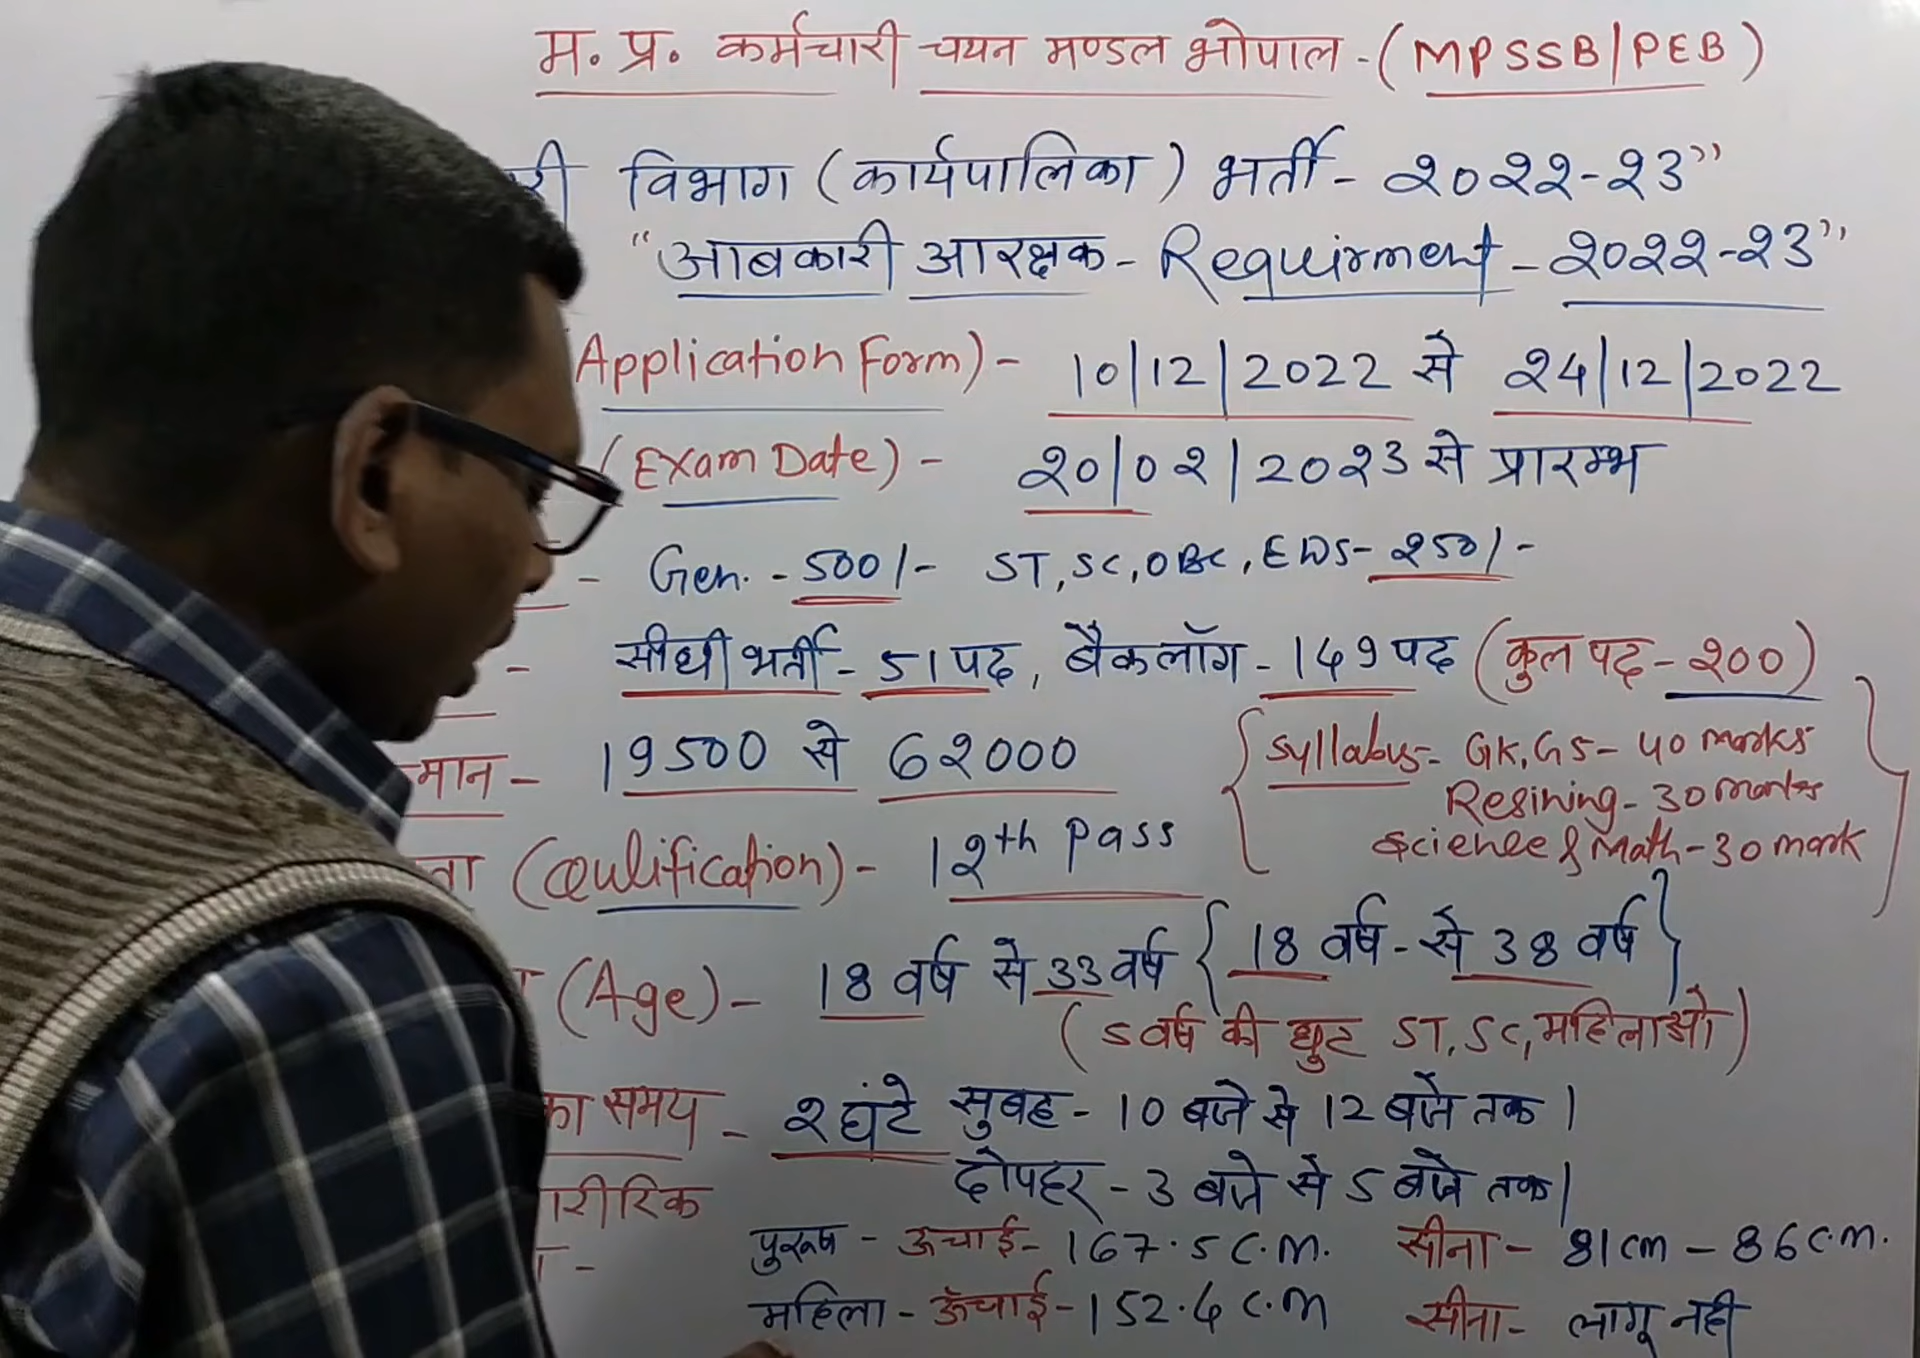 म. प्र. कर्मचारी चयन मण्डल भोपाल - (MPSSB/PEB)
री विभाग (कार्यपालिका) भर्ती - 2022-23"
"आबकारी आरक्षक - Requirment - 2022-23"
Application Form) - 10/12/2022 से 24/12/2022
(Exam Date) - 20/02/2023 से प्रारम्भ
- Gen. - 500/- ST, SC, OBC, EWS - 250/-
- सीधी भर्ती - 51 पद, बैकलॉग - 149 पद (कुल पद - 200)
मान - 19500 से 62000
{ Syllabus = GK, GS - 40 marks
Resining - 30 marks
Science & Math - 30 mark }
ता (Qulification) - 12th pass
(Age) - 18 वर्ष से 33 वर्ष {18 वर्ष - से 38 वर्ष}
(5 वर्ष की छुट ST, SC, महिलाओ)
का समय - 2 घंटे सुबह - 10 बजे से 12 बजे तक।
दोपहर - 3 बजे से 5 बजे तक।
ारीरिक
पुरुष - ऊचाई - 167.5 C.M. सीना - 81 cm - 86 c.m.
महिला - ऊँचाई - 152.4 C.M सीना - लागू नही